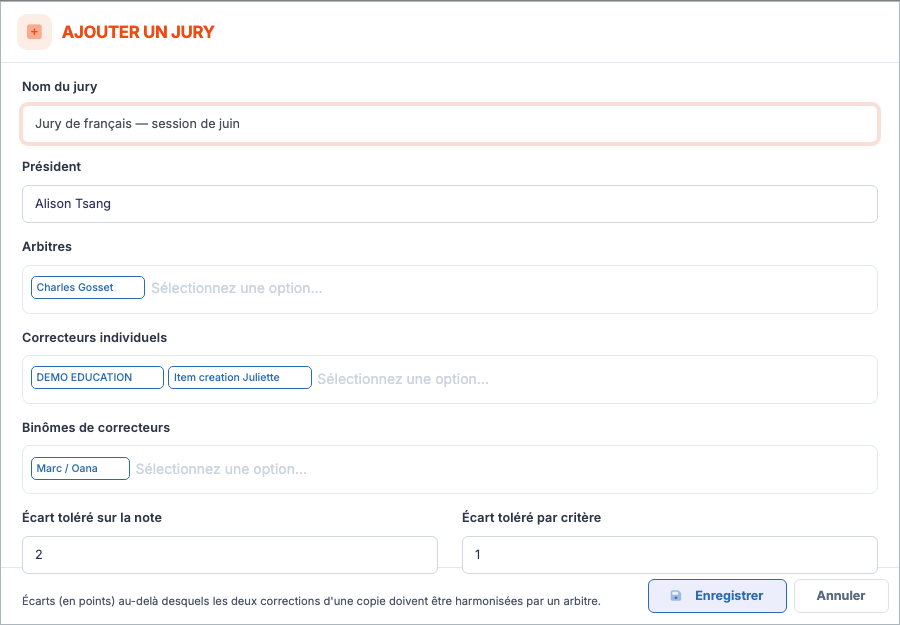 AJOUTER UN JURY
Nom du jury
Jury de français — session de juin
Président
Alison Tsang
Arbitres
Charles Gosset Sélectionnez une option...
Correcteurs individuels
DEMO EDUCATION Item creation Juliette Sélectionnez une option...
Binômes de correcteurs
Marc / Oana Sélectionnez une option...
Écart toléré sur la note Écart toléré par critère
2 1
Écarts (en points) au-delà desquels les deux corrections d'une copie doivent être harmonisées par un arbitre. Enregistrer Annuler